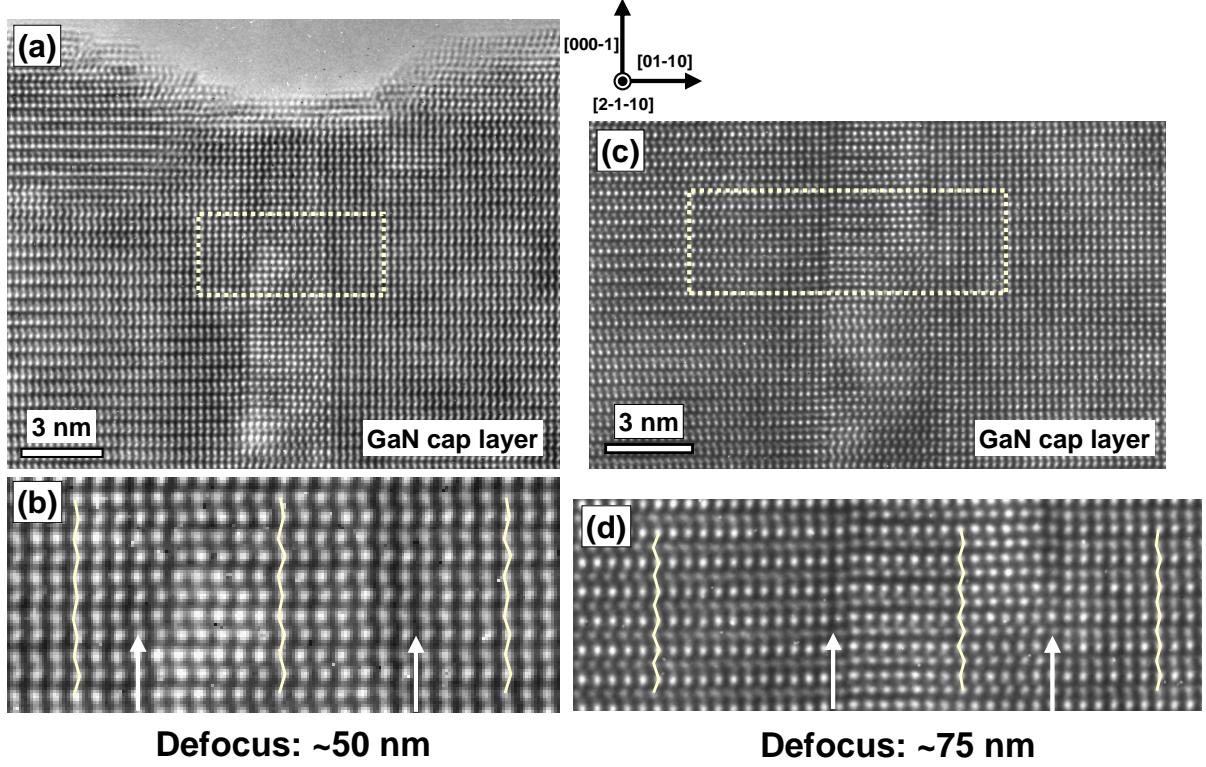 (a)
[000-1]
[01-10]
[2-1-10]
(c)
3 nm
GaN cap layer
3 nm
GaN cap layer
(b)
(d)
Defocus: ~50 nm
Defocus: ~75 nm